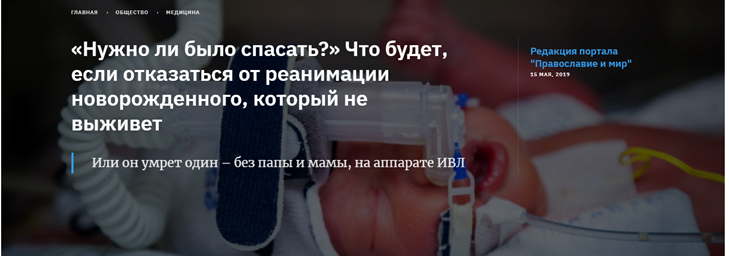 ГЛАВНАЯ › ОБЩЕСТВО › МЕДИЦИНА
«Нужно ли было спасать?» Что будет,
если отказаться от реанимации
новорожденного, который не
выживет
Или он умрет один – без папы и мамы, на аппарате ИВЛ
Редакция портала
"Православие и мир"
15 МАЯ, 2019